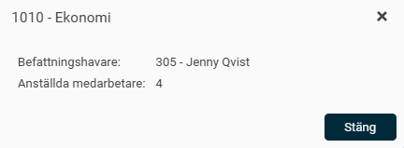 1010 - Ekonomi
Befattningshavare: 305 - Jenny Qvist
Anställda medarbetare: 4
Stäng